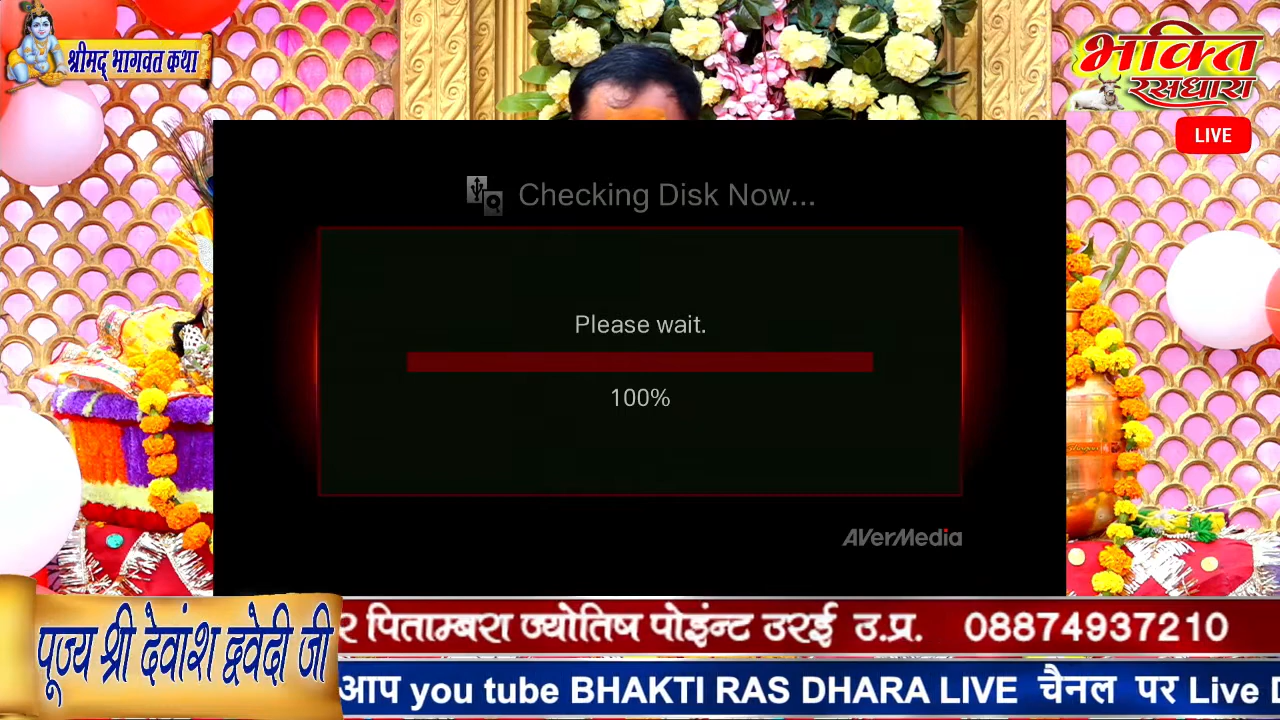 श्रीमद् भागवत कथा
भक्ति
रसधारा
LIVE
Checking Disk Now...
Please wait.
100%
AVerMedia
पूज्य श्री देवांश द्ववेदी जी
र पिताम्बरा ज्योतिष पोइंन्ट उरई उ.प्र. 08874937210
आप you tube BHAKTI RAS DHARA LIVE चैनल पर Live